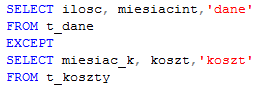 SELECT ilosc, miesiacint,'dane'
FROM t_dane
EXCEPT
SELECT miesiac_k, koszt,'koszt'
FROM t_koszty